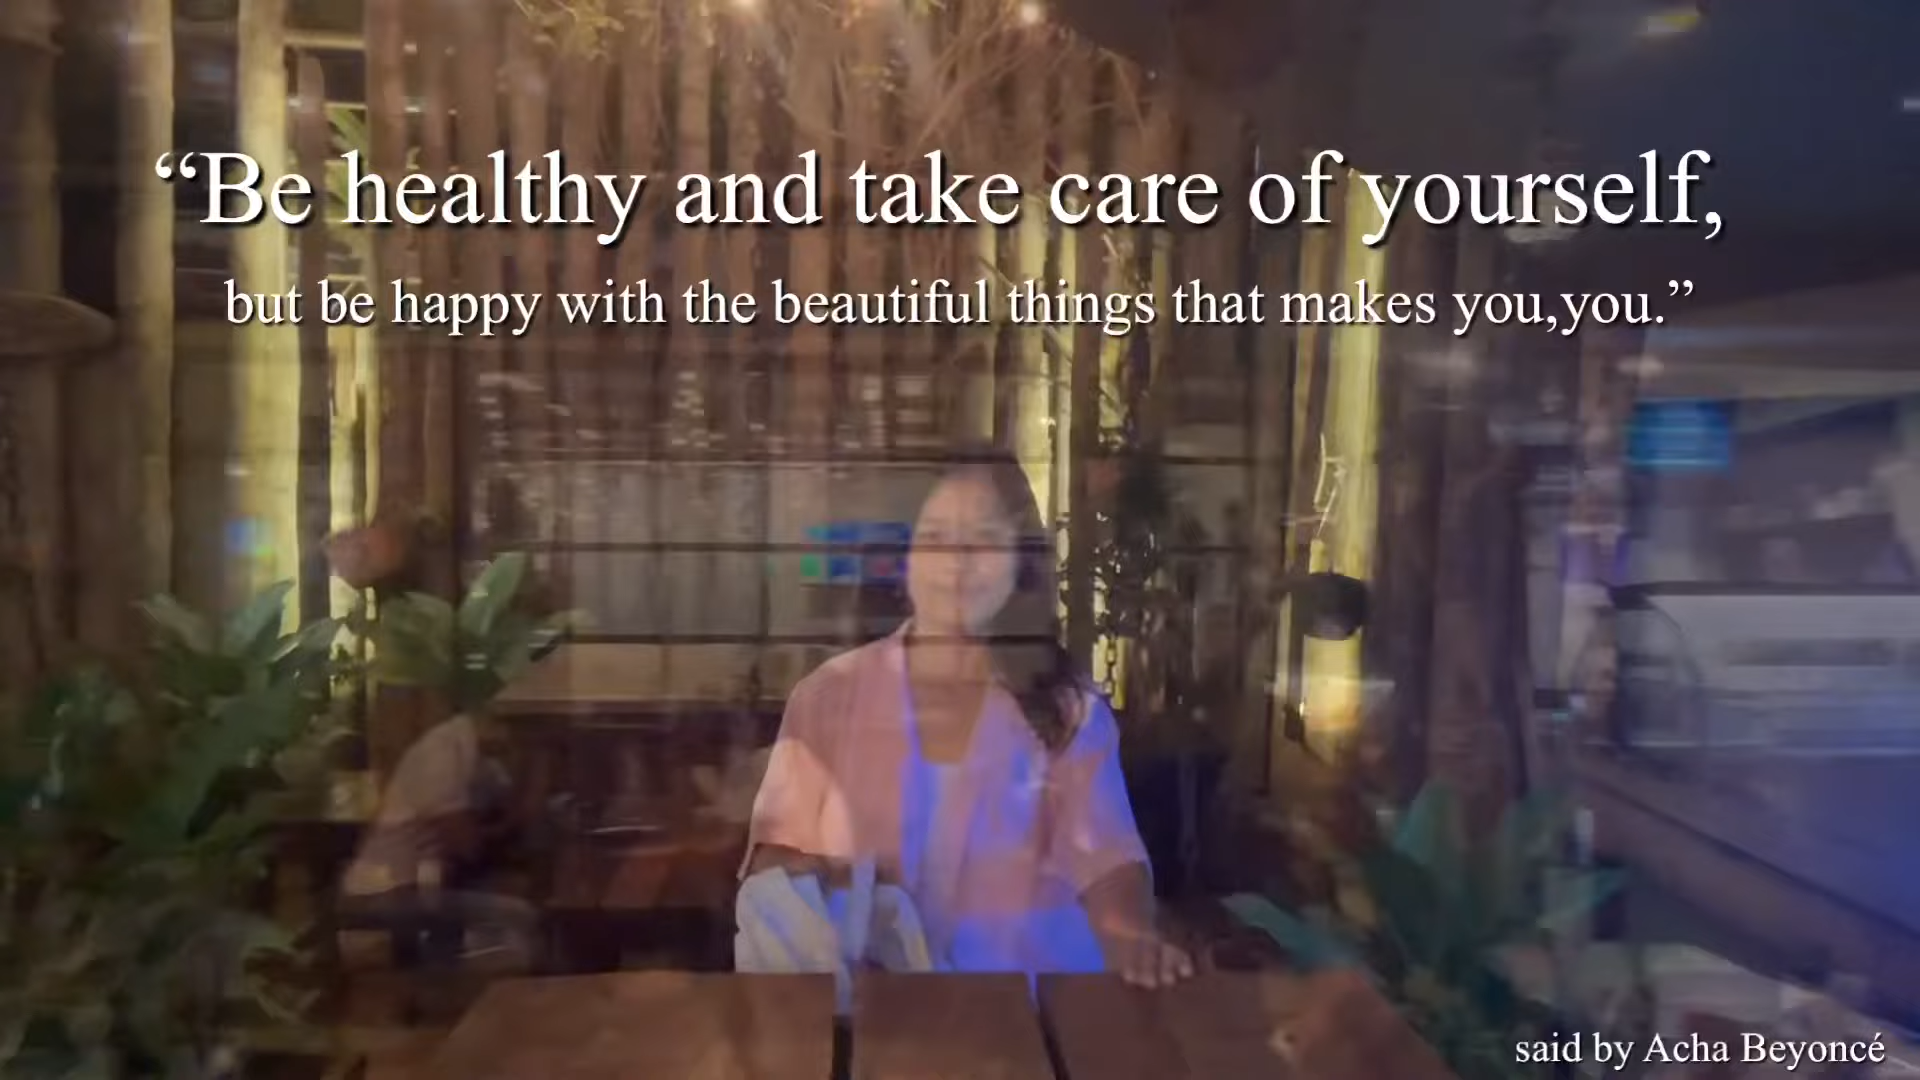 “Be healthy and take care of yourself,
but be happy with the beautiful things that makes you,you.”
said by Acha Beyoncé